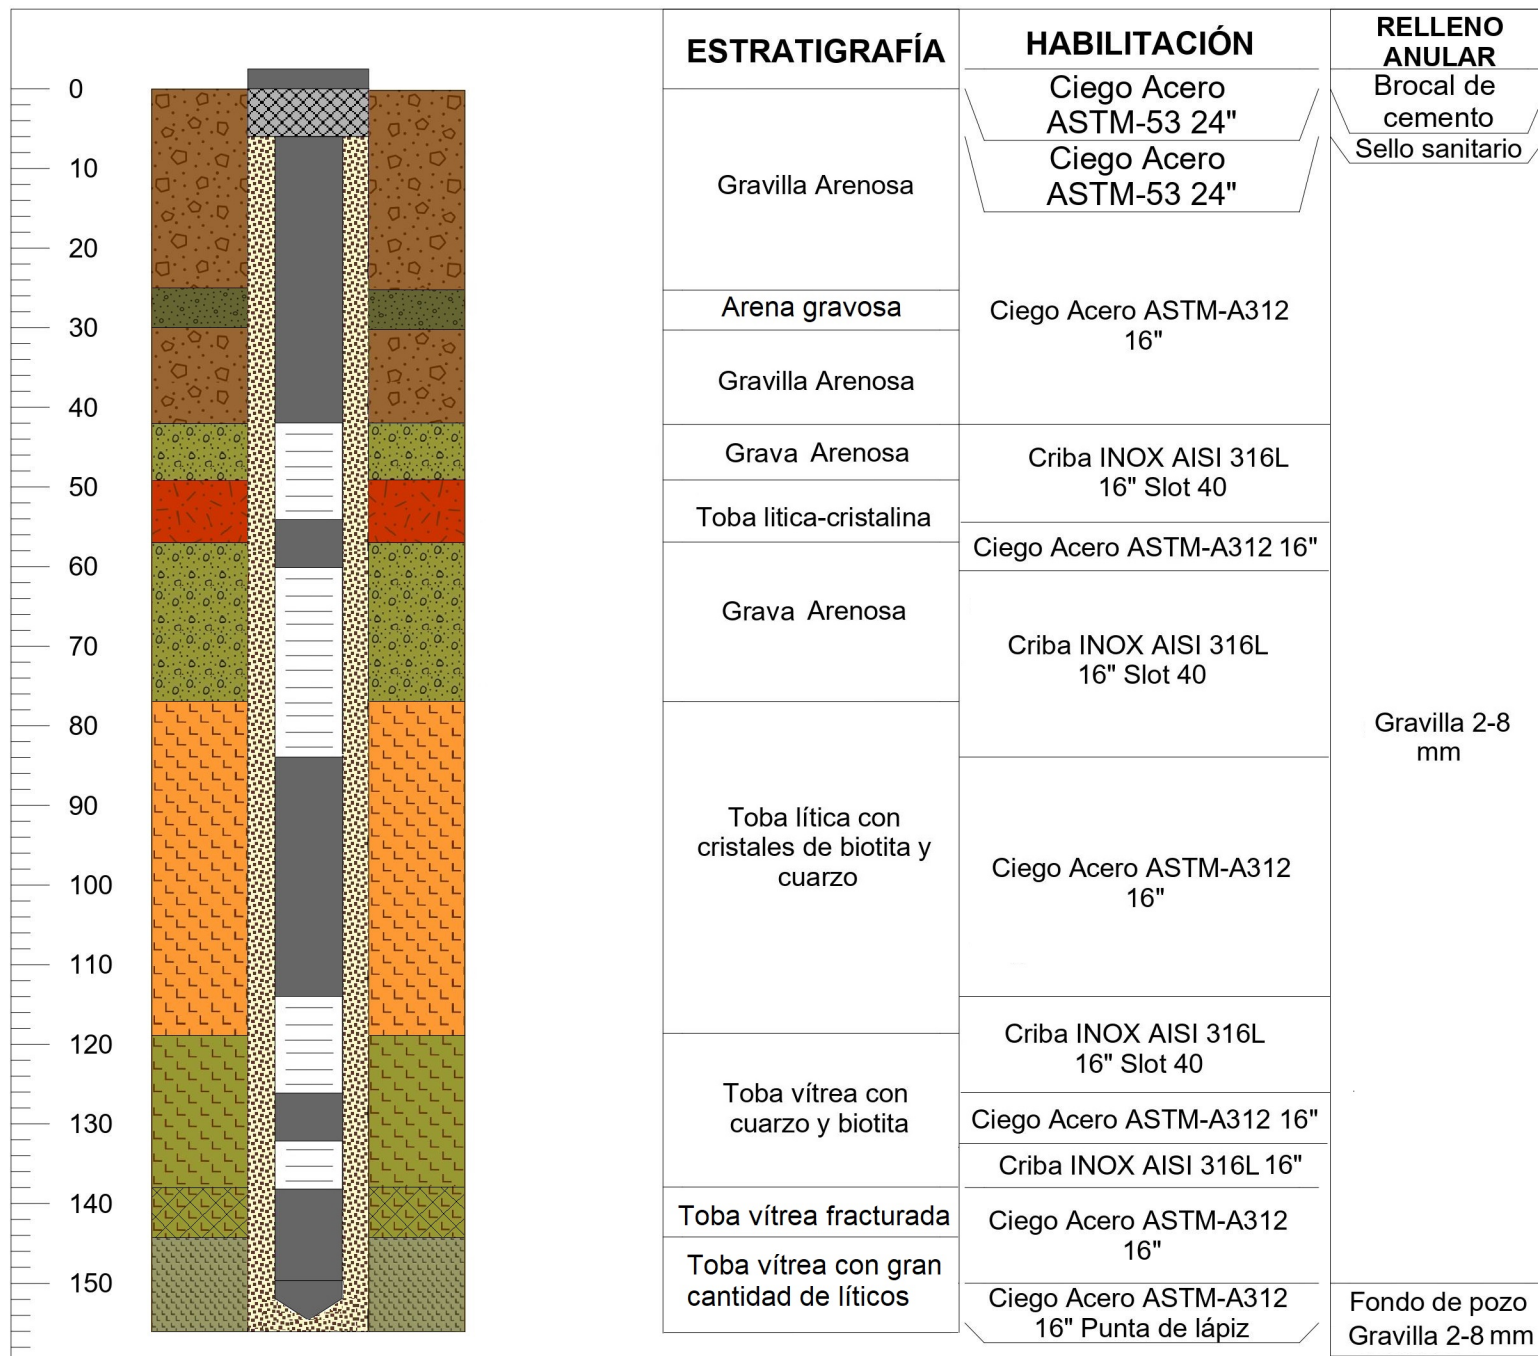 ESTRATIGRAFÍA
HABILITACIÓN
RELLENO
ANULAR
0
10
20
30
40
50
60
70
80
90
100
110
120
130
140
150
Gravilla Arenosa
Arena gravosa
Gravilla Arenosa
Grava Arenosa
Toba litica-cristalina
Grava Arenosa
Toba lítica con
cristales de biotita y
cuarzo
Toba vítrea con
cuarzo y biotita
Toba vítrea fracturada
Toba vítrea con gran
cantidad de líticos
Ciego Acero
ASTM-53 24"
Ciego Acero
ASTM-53 24"
Ciego Acero ASTM-A312
16"
Criba INOX AISI 316L
16" Slot 40
Ciego Acero ASTM-A312 16"
Criba INOX AISI 316L
16" Slot 40
Ciego Acero ASTM-A312
16"
Criba INOX AISI 316L
16" Slot 40
Ciego Acero ASTM-A312 16"
Criba INOX AISI 316L 16"
Ciego Acero ASTM-A312
16"
Ciego Acero ASTM-A312
16" Punta de lápiz
Brocal de
cemento
Sello sanitario
Gravilla 2-8
mm
Fondo de pozo
Gravilla 2-8 mm